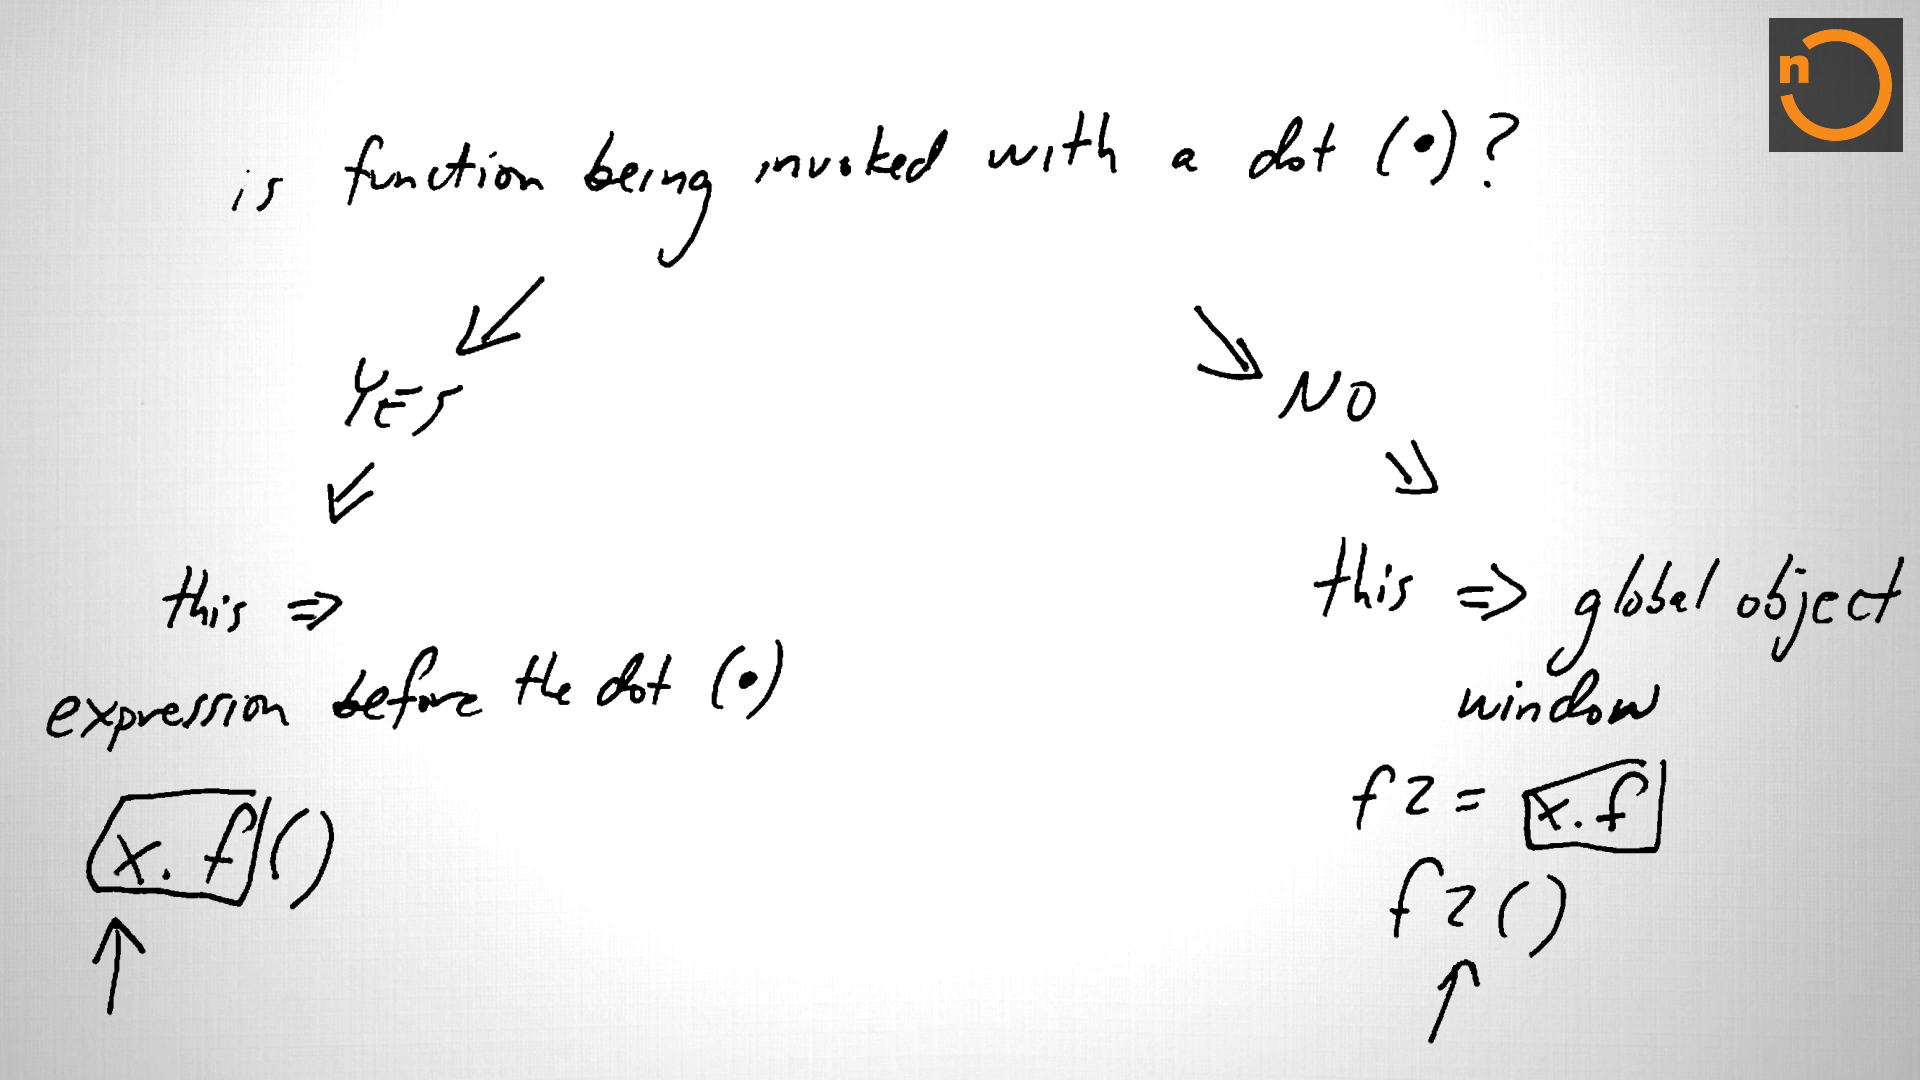 n
is function being invoked with a dot (•)?
YES
NO
this ⇒
expression before the dot (•)
x.f()
this ⇒ global object
window
f2 = x.f
f2()